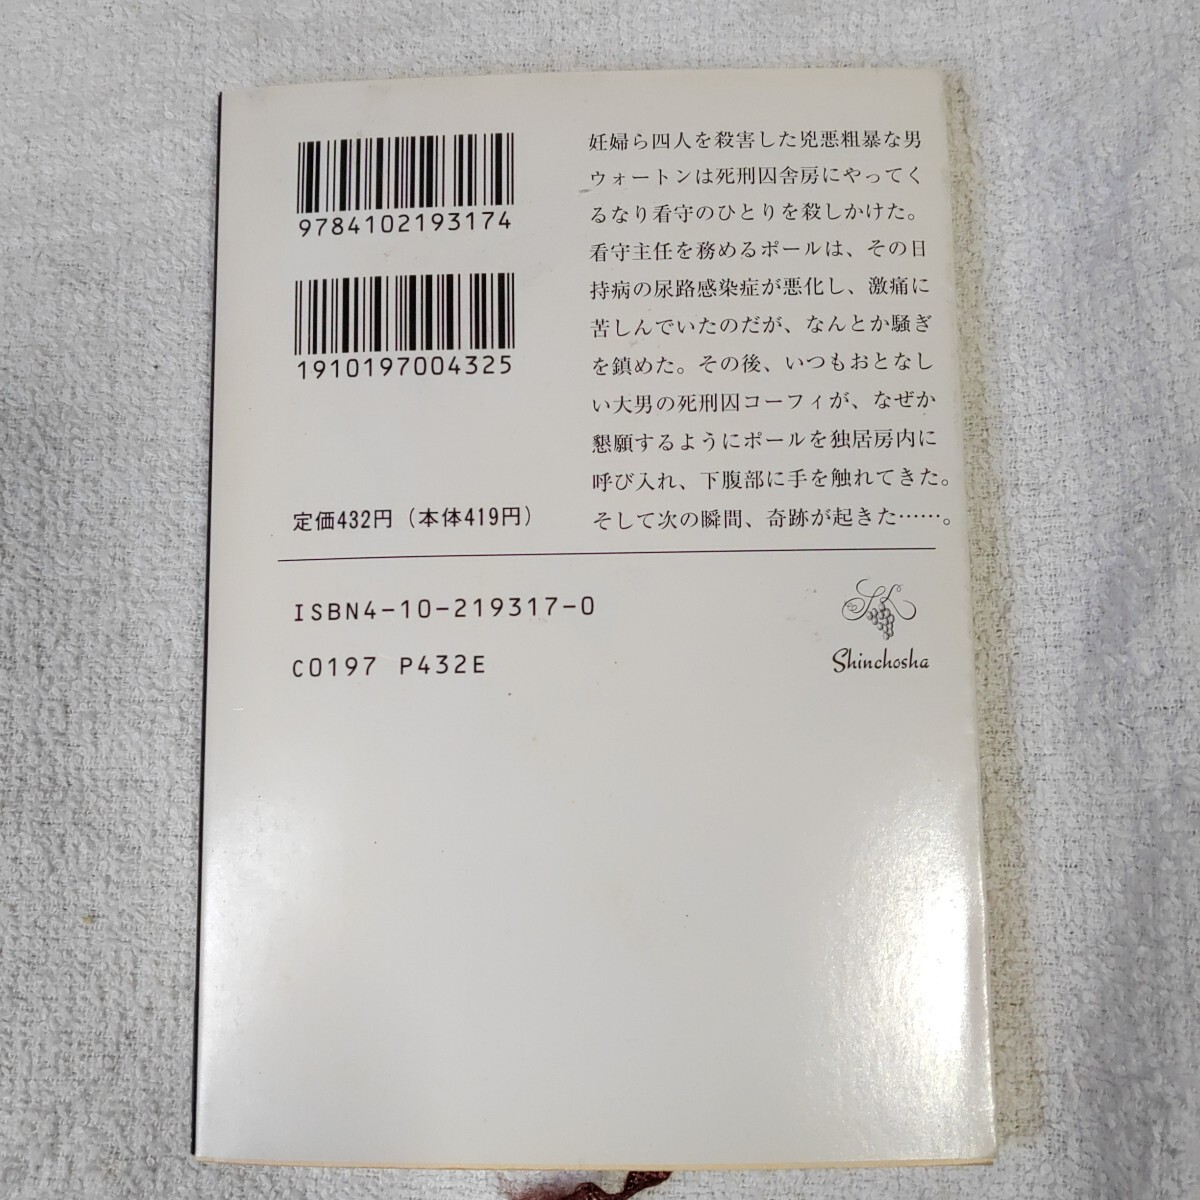 9784102193174
1910197004325
定価432円（本体419円）
妊婦ら四人を殺害した兇悪粗暴な男
ウォートンは死刑囚舎房にやってく
るなり看守のひとりを殺しかけた。
看守主任を務めるポールは、その日
持病の尿路感染症が悪化し、激痛に
苦しんでいたのだが、なんとか騒ぎ
を鎮めた。その後、いつもおとなし
い大男の死刑囚コーフィが、なぜか
懇願するようにポールを独居房内に
呼び入れ、下腹部に手を触れてきた。
そして次の瞬間、奇跡が起きた……。
ISBN4-10-219317-0
C0197 P432E
Shinchosha